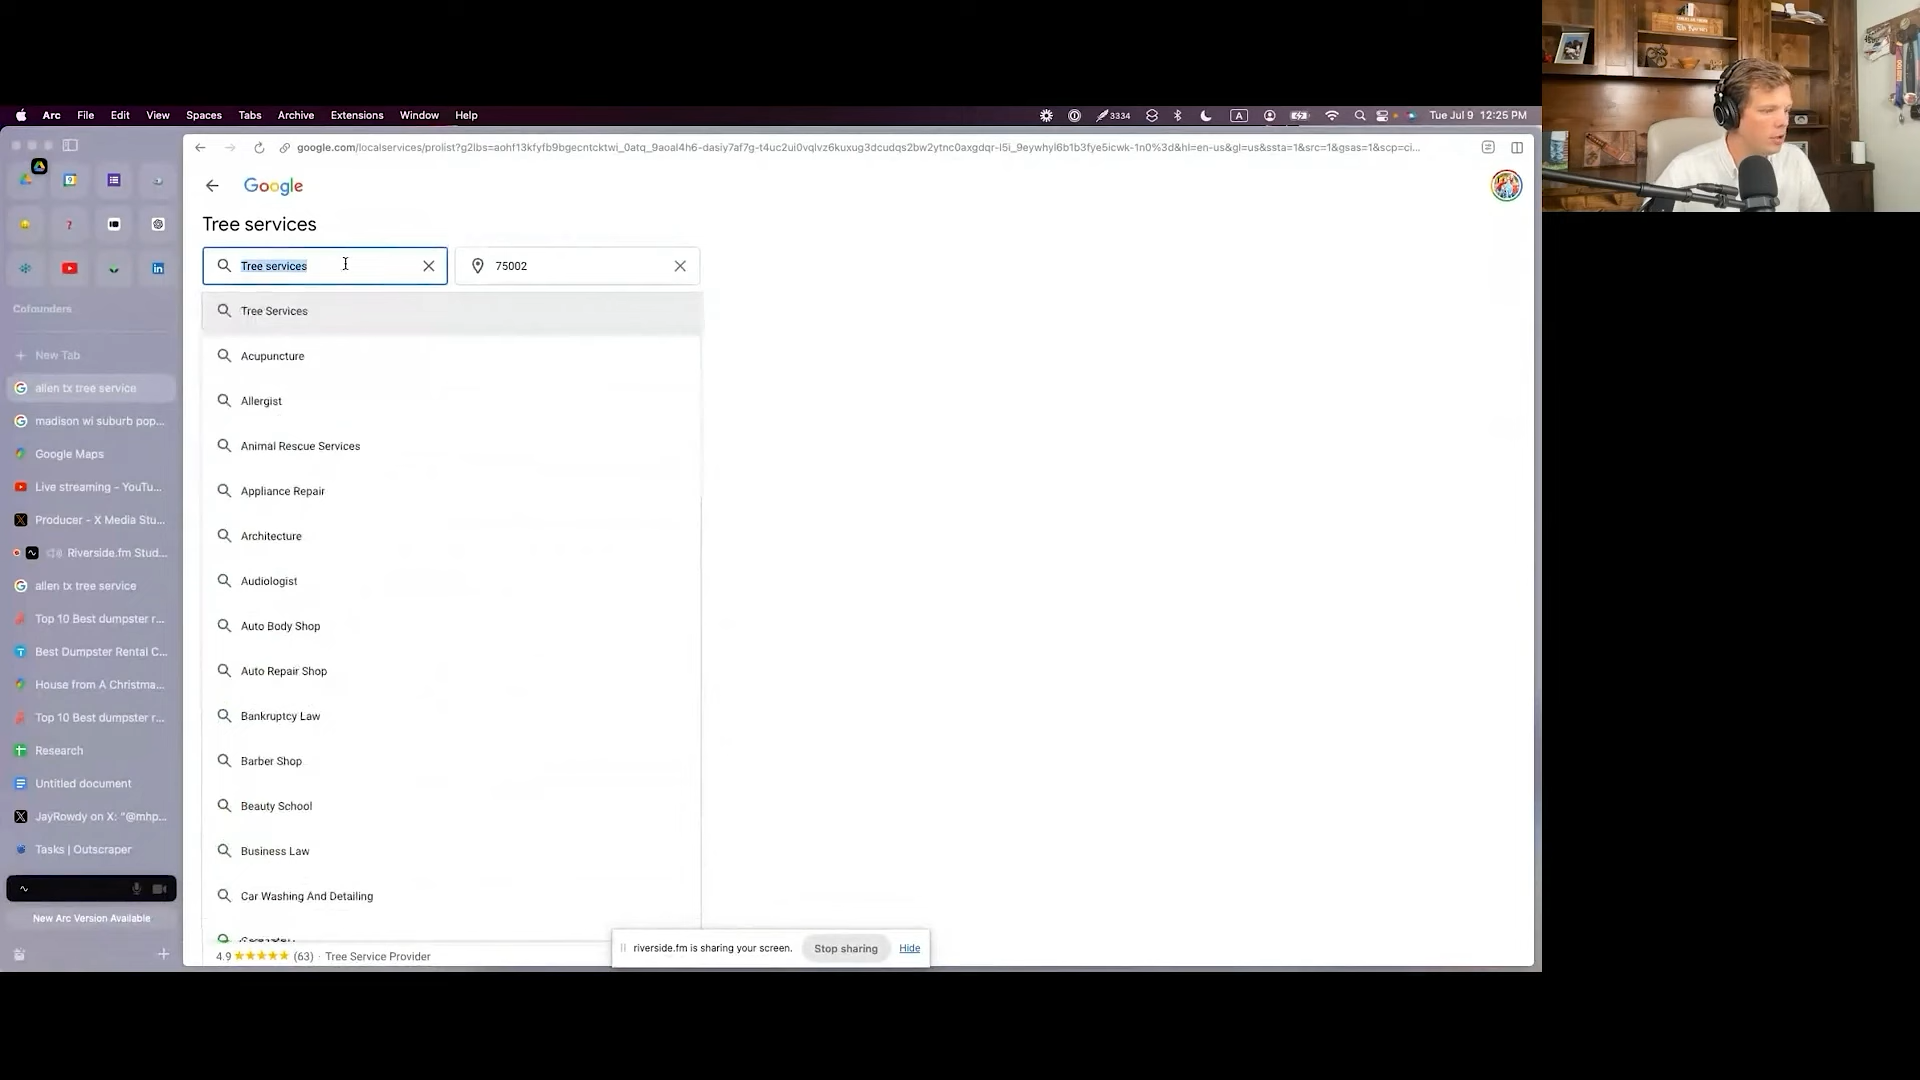 Arc File Edit View Spaces Tabs Archive Extensions Window Help
3334 A Tue Jul 9 12:25 PM
Cofounders
New Tab
allen tx tree service
madison wi suburb pop...
Google Maps
Live streaming - YouTu...
Producer - X Media Stu...
Riverside.fm Stud...
allen tx tree service
Top 10 Best dumpster r...
Best Dumpster Rental C...
House from A Christma...
Top 10 Best dumpster r...
Research
Untitled document
JayRowdy on X: "@mhp...
Tasks | Outscraper
New Arc Version Available
Google
Tree services
Tree services
75002
Tree Services
Acupuncture
Allergist
Animal Rescue Services
Appliance Repair
Architecture
Audiologist
Auto Body Shop
Auto Repair Shop
Bankruptcy Law
Barber Shop
Beauty School
Business Law
Car Washing And Detailing
4.9 ★★★★★ (63) · Tree Service Provider
riverside.fm is sharing your screen. Stop sharing Hide